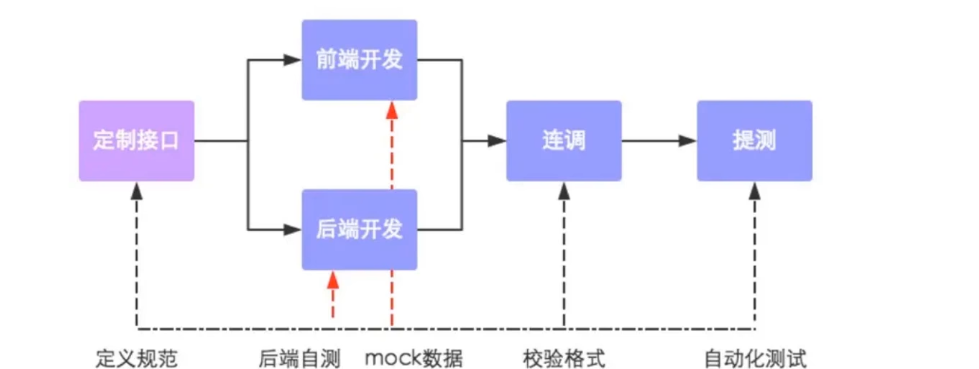 前端开发
定制接口
连调
提测
后端开发
定义规范
后端自测
mock数据
校验格式
自动化测试